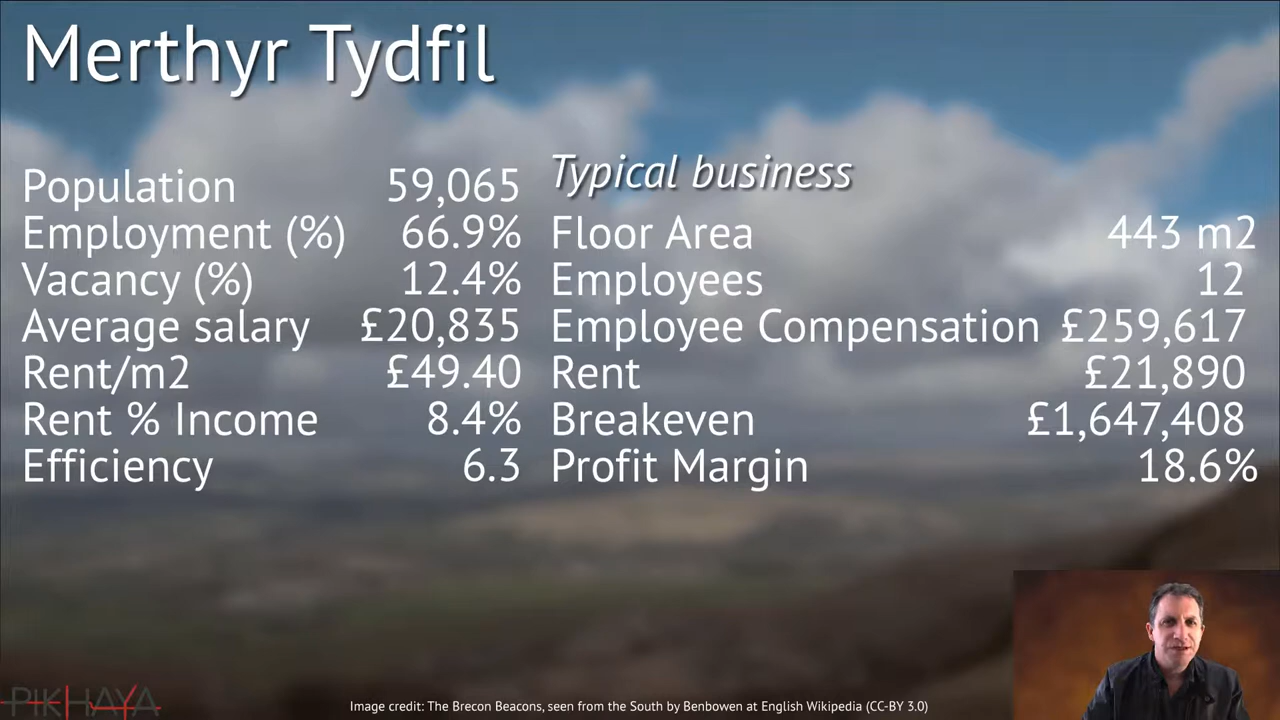 Merthyr Tydfil
Population 59,065
Employment (%) 66.9%
Vacancy (%) 12.4%
Average salary £20,835
Rent/m2 £49.40
Rent % Income 8.4%
Efficiency 6.3
Typical business
Floor Area 443 m2
Employees 12
Employee Compensation £259,617
Rent £21,890
Breakeven £1,647,408
Profit Margin 18.6%
PIKHAYA
Image credit: The Brecon Beacons, seen from the South by Benbowen at English Wikipedia (CC-BY 3.0)